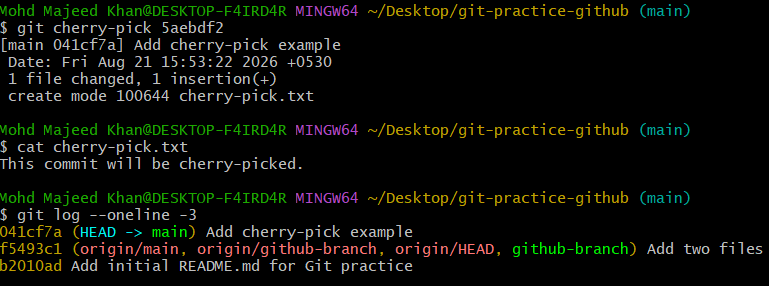 Mohd Majeed Khan@DESKTOP-F4IRD4R MINGW64 ~/Desktop/git-practice-github (main)
$ git cherry-pick 5aebdf2
[main 041cf7a] Add cherry-pick example
 Date: Fri Aug 21 15:53:22 2026 +0530
 1 file changed, 1 insertion(+)
 create mode 100644 cherry-pick.txt
Mohd Majeed Khan@DESKTOP-F4IRD4R MINGW64 ~/Desktop/git-practice-github (main)
$ cat cherry-pick.txt
This commit will be cherry-picked.
Mohd Majeed Khan@DESKTOP-F4IRD4R MINGW64 ~/Desktop/git-practice-github (main)
$ git log --oneline -3
041cf7a (HEAD -> main) Add cherry-pick example
f5493c1 (origin/main, origin/github-branch, origin/HEAD, github-branch) Add two files
b2010ad Add initial README.md for Git practice